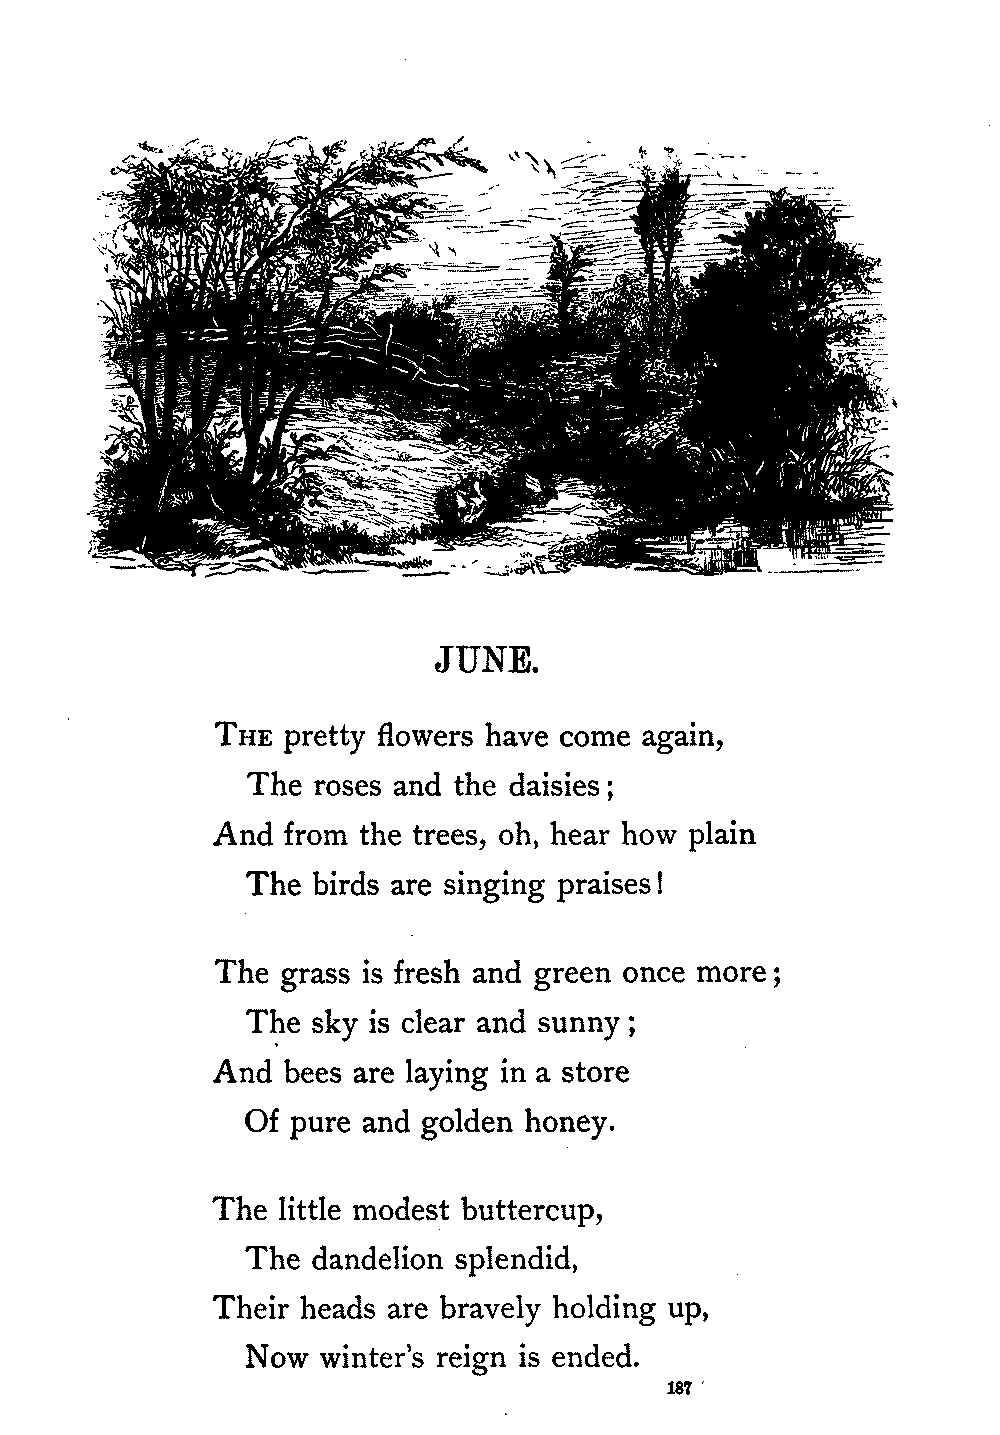 JUNE.
THE pretty flowers have come again,
The roses and the daisies;
And from the trees, oh, hear how plain
The birds are singing praises!
The grass is fresh and green once more;
The sky is clear and sunny;
And bees are laying in a store
Of pure and golden honey.
The little modest buttercup,
The dandelion splendid,
Their heads are bravely holding up,
Now winter's reign is ended.
187